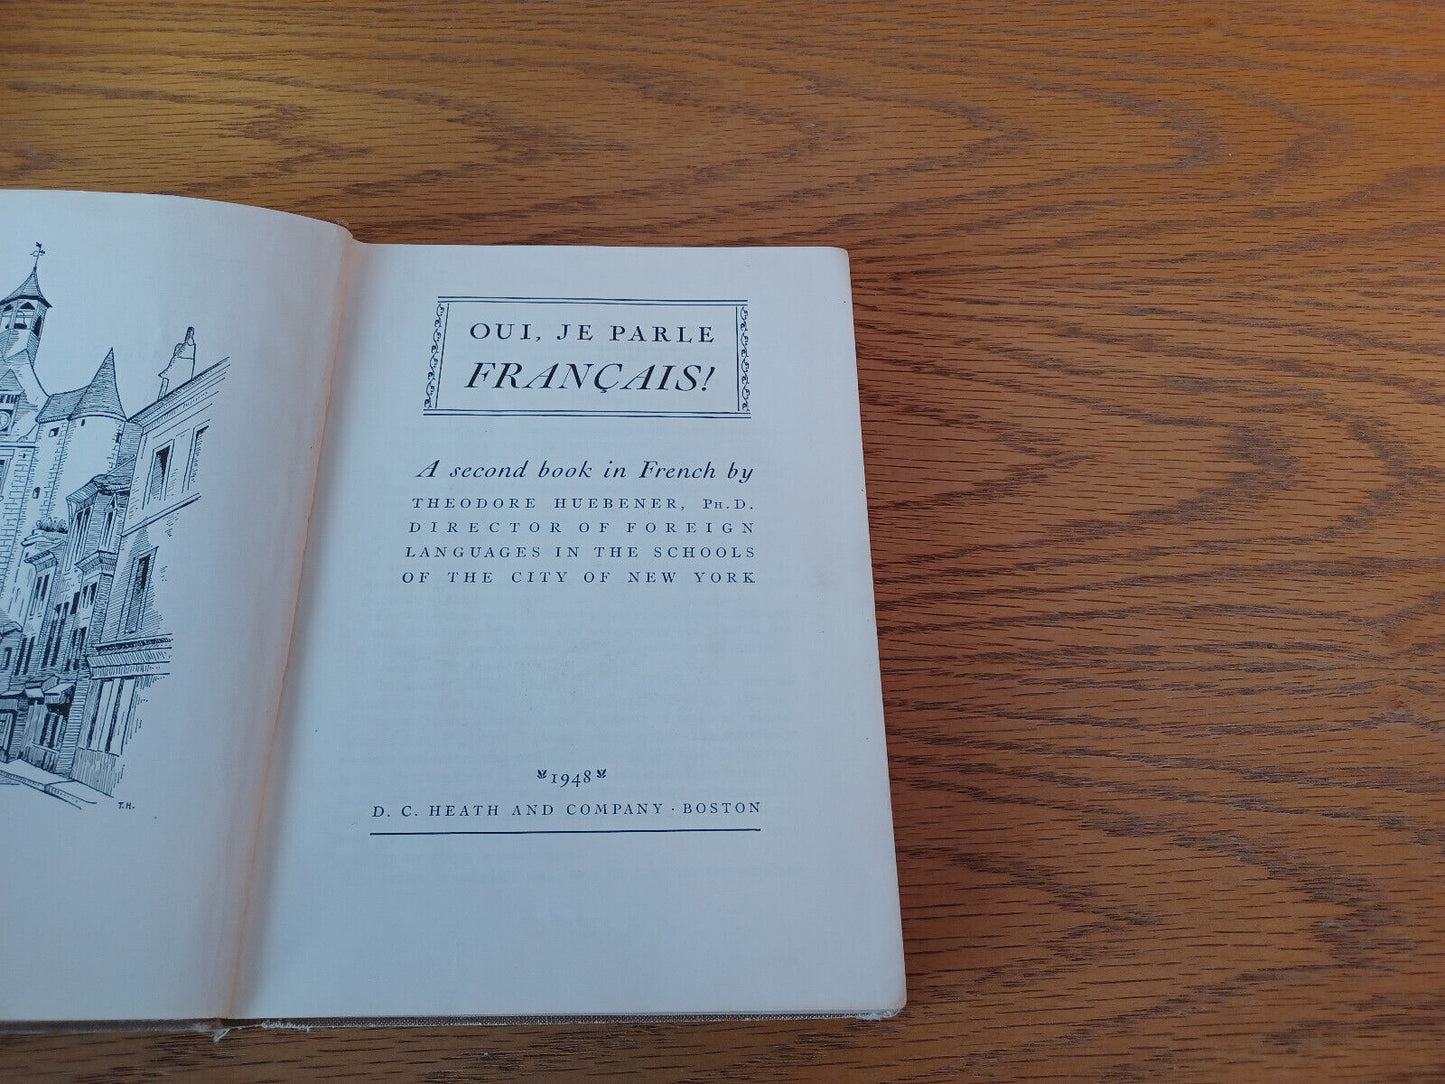 T.H.
OUI, JE PARLE
FRANÇAIS!
A second book in French by
THEODORE HUEBENER, PH.D.
DIRECTOR OF FOREIGN
LANGUAGES IN THE SCHOOLS
OF THE CITY OF NEW YORK
1948
D. C. HEATH AND COMPANY · BOSTON